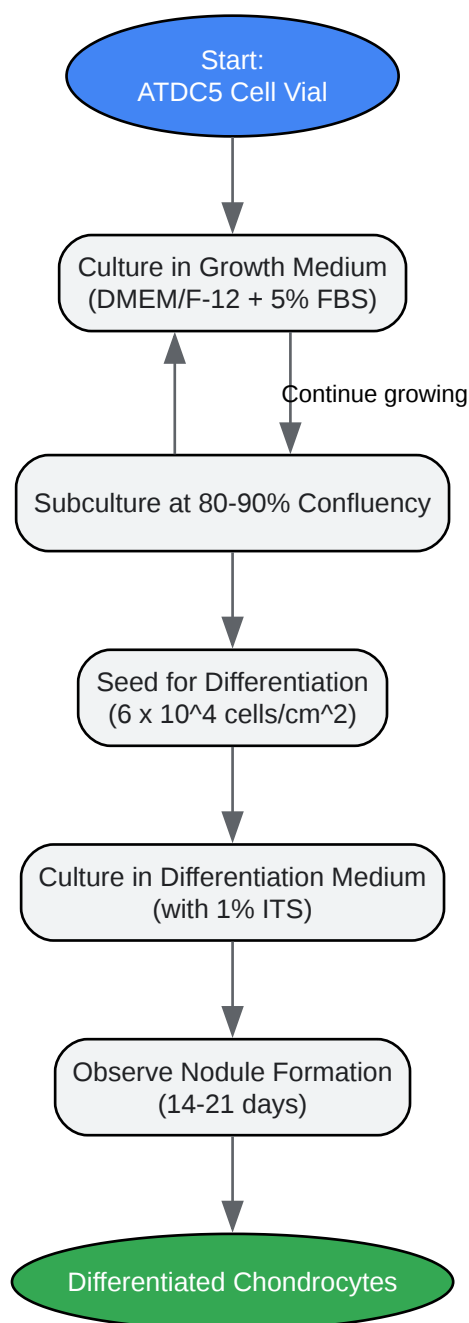 Start:
ATDC5 Cell Vial
Culture in Growth Medium
(DMEM/F-12 + 5% FBS)
Continue growing
Subculture at 80-90% Confluency
Seed for Differentiation
(6 x 10^4 cells/cm^2)
Culture in Differentiation Medium
(with 1% ITS)
Observe Nodule Formation
(14-21 days)
Differentiated Chondrocytes